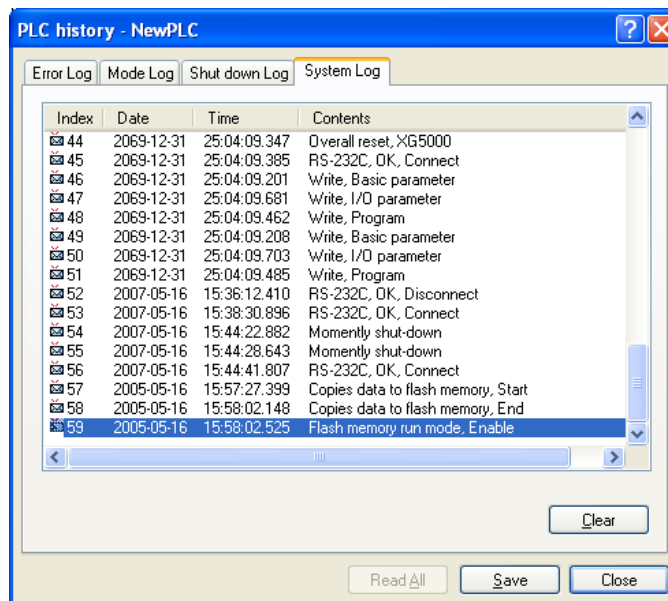 PLC history - NewPLC
Error Log Mode Log Shut down Log System Log
Index Date Time Contents
44 2069-12-31 25:04:09.347 Overall reset, XG5000
45 2069-12-31 25:04:09.385 RS-232C, OK, Connect
46 2069-12-31 25:04:09.201 Write, Basic parameter
47 2069-12-31 25:04:09.681 Write, I/O parameter
48 2069-12-31 25:04:09.462 Write, Program
49 2069-12-31 25:04:09.208 Write, Basic parameter
50 2069-12-31 25:04:09.703 Write, I/O parameter
51 2069-12-31 25:04:09.485 Write, Program
52 2007-05-16 15:36:12.410 RS-232C, OK, Disconnect
53 2007-05-16 15:38:30.896 RS-232C, OK, Connect
54 2007-05-16 15:44:22.882 Momently shut-down
55 2007-05-16 15:44:28.643 Momently shut-down
56 2007-05-16 15:44:41.807 RS-232C, OK, Connect
57 2005-05-16 15:57:27.399 Copies data to flash memory, Start
58 2005-05-16 15:58:02.148 Copies data to flash memory, End
59 2005-05-16 15:58:02.525 Flash memory run mode, Enable
Clear
Read All Save Close